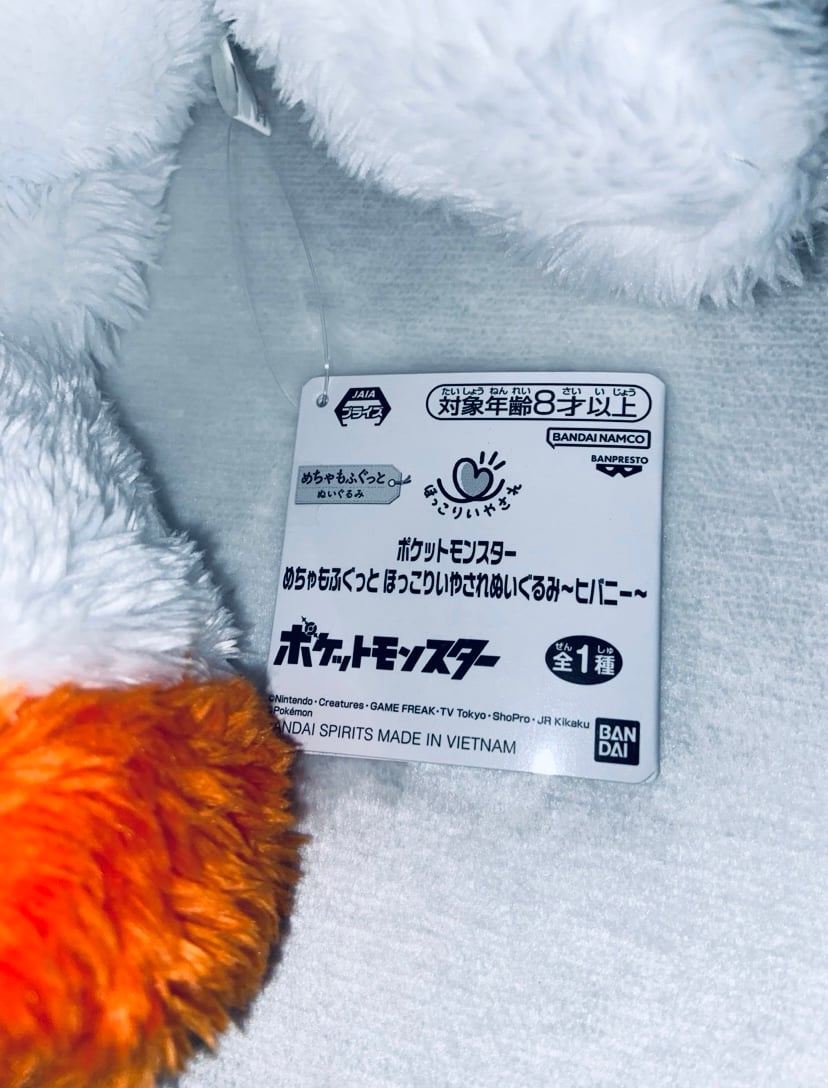 JAIA
プライズ
たいしょうねんれい さいいじょう
対象年齢8才以上
BANDAI NAMCO
BANPRESTO
めちゃもふぐっと
ぬいぐるみ
ほっこりいやされ
ポケットモンスター
めちゃもふぐっと ほっこりいやされぬいぐるみ~ヒバニー~
ポケットモンスター
ぜん しゅ
全1種
©Nintendo・Creatures・GAME FREAK・TV Tokyo・ShoPro・JR Kikaku
©Pokémon
BANDAI SPIRITS MADE IN VIETNAM
BAN
DAI